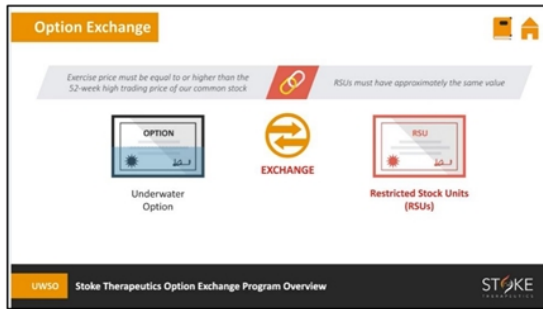 Option Exchange
Exercise price must be equal to or higher than the
52-week high trading price of our common stock
RSUs must have approximately the same value
OPTION
RSU
EXCHANGE
Underwater
Option
Restricted Stock Units
(RSUs)
UWSO
Stoke Therapeutics Option Exchange Program Overview
STOKE
THERAPEUTICS